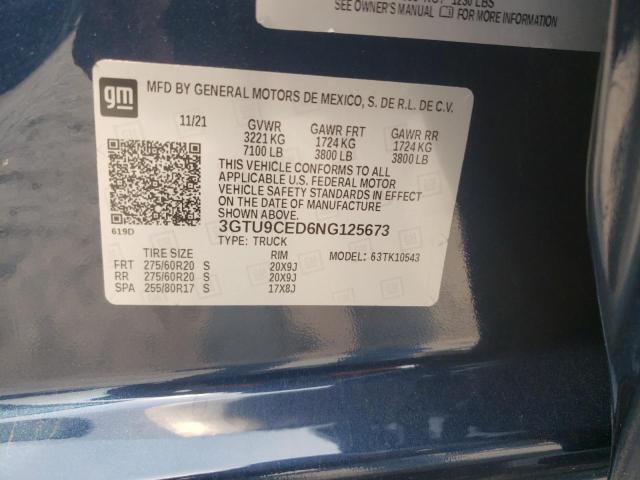 1230 LBS
SEE OWNER'S MANUAL FOR MORE INFORMATION
gm
MFD BY GENERAL MOTORS DE MEXICO, S. DE R.L. DE C.V.
11/21 GVWR GAWR FRT GAWR RR
3221 KG 1724 KG 1724 KG
7100 LB 3800 LB 3800 LB
THIS VEHICLE CONFORMS TO ALL
APPLICABLE U.S. FEDERAL MOTOR
VEHICLE SAFETY STANDARDS IN EFFECT
ON THE DATE OF MANUFACTURE
SHOWN ABOVE.
619D
3GTU9CED6NG125673
TYPE: TRUCK
TIRE SIZE RIM MODEL: 63TK10543
FRT 275/60R20 S 20X9J
RR 275/60R20 S 20X9J
SPA 255/80R17 S 17X8J